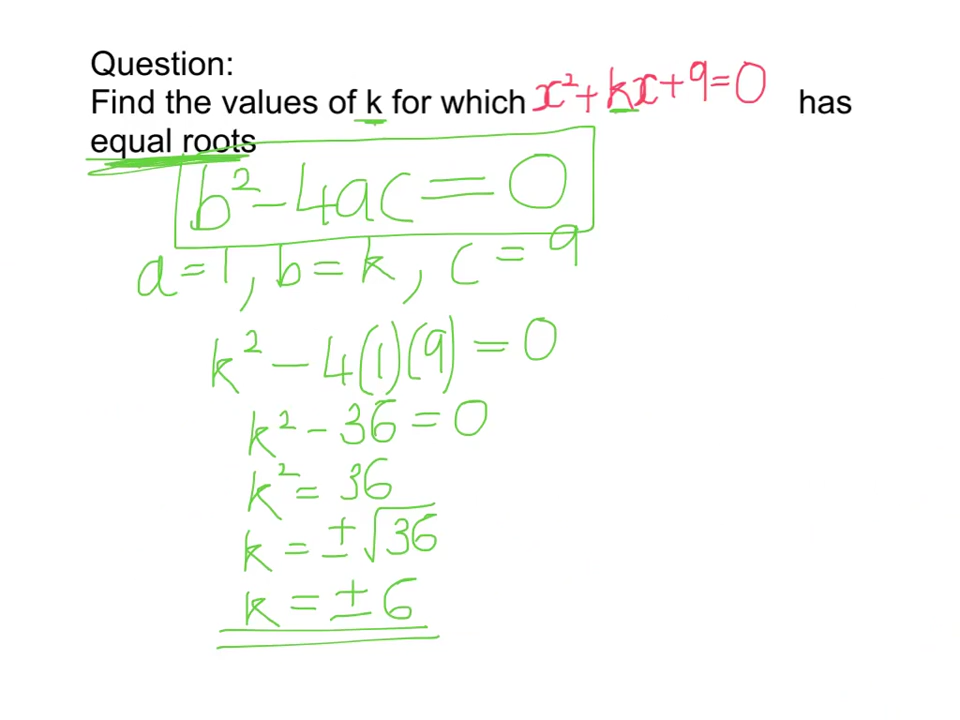 Question:
Find the values of k for which x²+kx+9=0 has
equal roots
b²-4ac=0
a=1, b=k, c=9
k²-4(1)(9)=0
k²-36=0
k²=36
k=±√36
k=±6